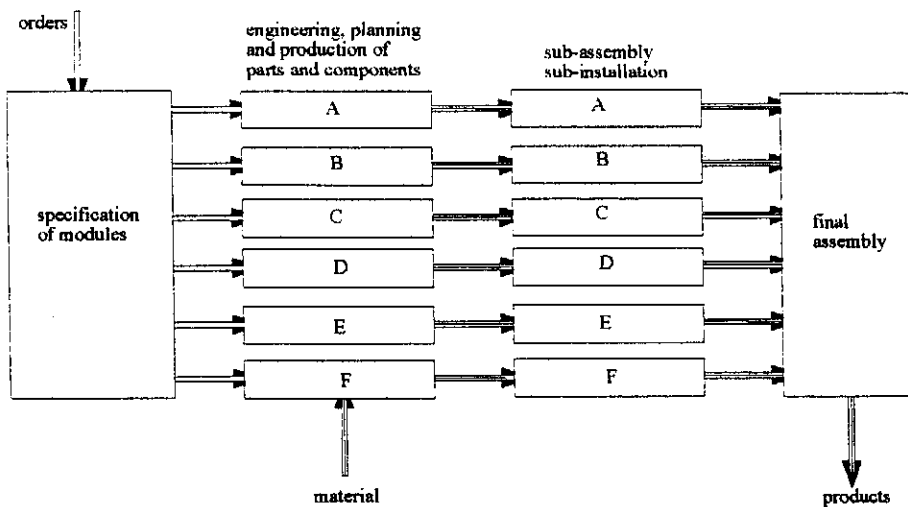 orders
engineering, planning
and production of
parts and components
sub-assembly
sub-installation
A
A
B
B
specification
of modules
C
C
final
assembly
D
D
E
E
F
F
material
products